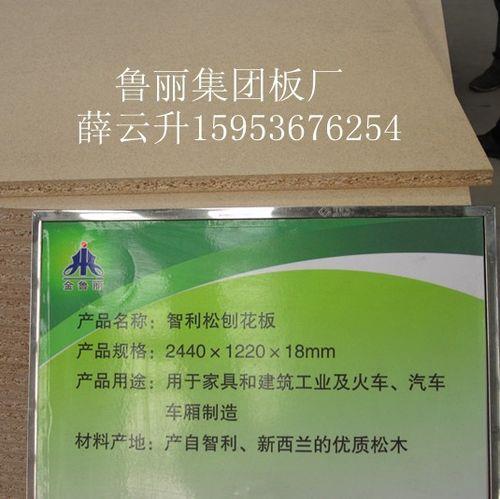 鲁丽集团板厂
薛云升15953676254
金鲁丽
产品名称：智利松刨花板
产品规格：2440×1220×18mm
产品用途：用于家具和建筑工业及火车、汽车
车厢制造
材料产地：产自智利、新西兰的优质松木